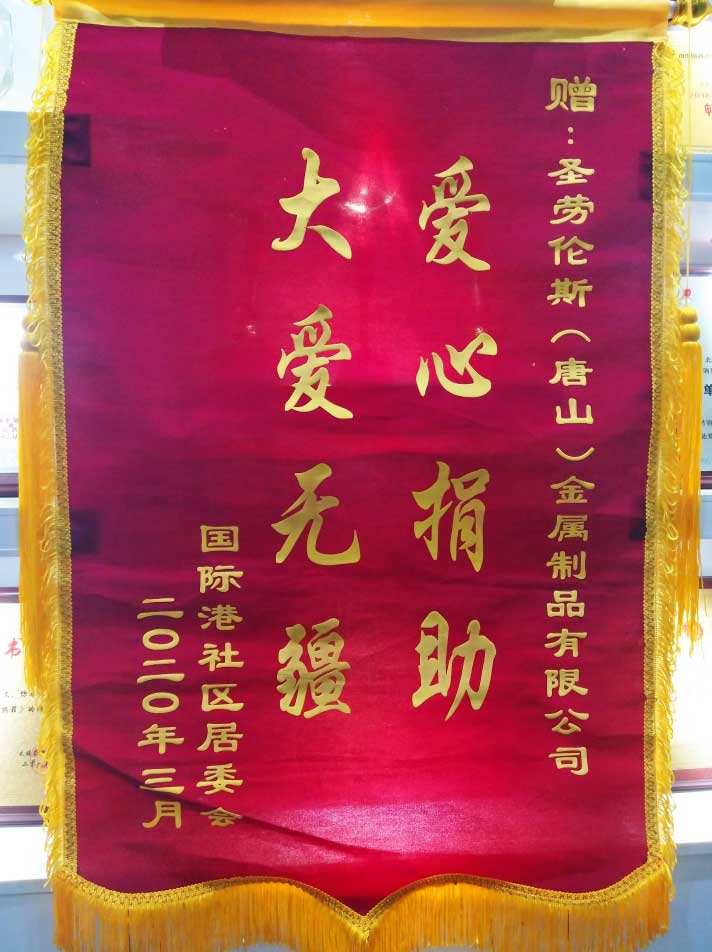 赠：圣劳伦斯（唐山）金属制品有限公司
爱心捐助
大爱无疆
国际港社区居委会
二〇二〇年三月